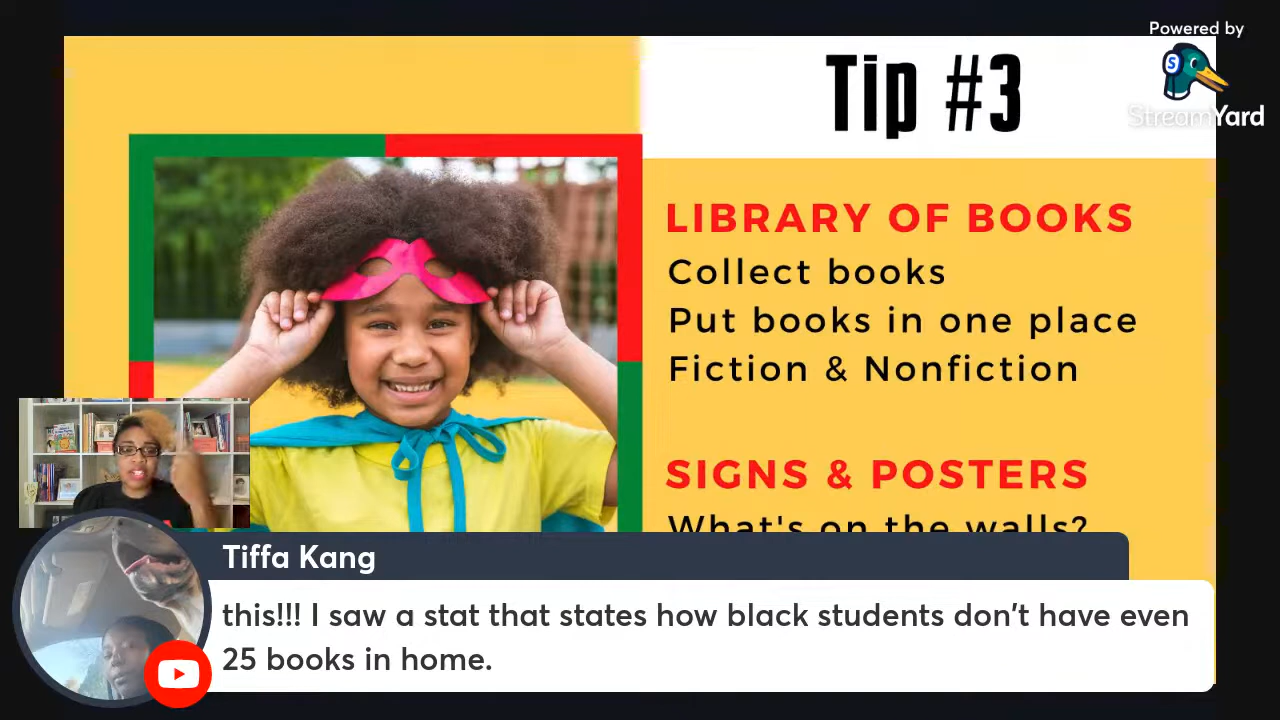 Powered by
StreamYard
Tip #3
LIBRARY OF BOOKS
Collect books
Put books in one place
Fiction & Nonfiction
SIGNS & POSTERS
What's on the walls?
Tiffa Kang
this!!! I saw a stat that states how black students don't have even
25 books in home.